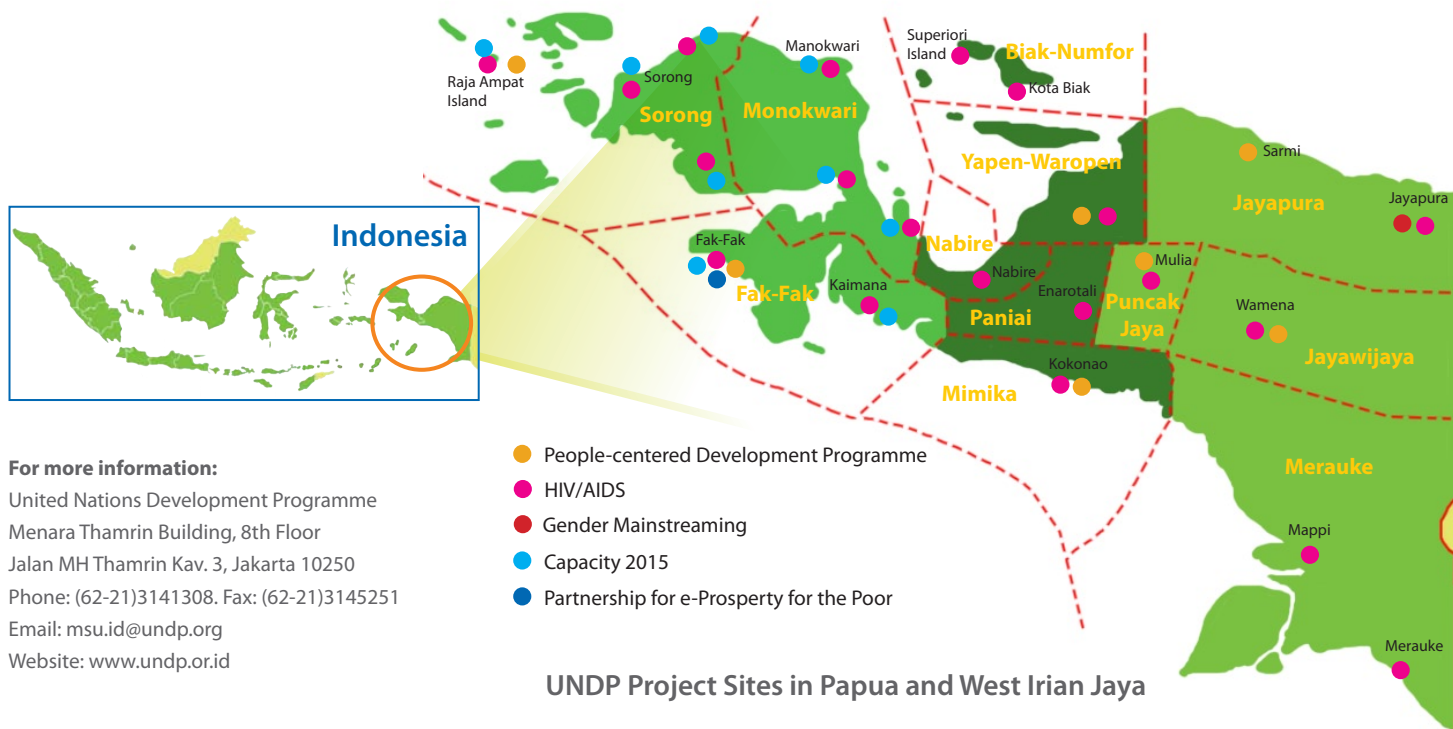 Indonesia
Raja Ampat
Island
Sorong
Sorong
Manokwari
Monokwari
Superiori
Island
Biak-Numfor
Kota Biak
Yapen-Waropen
Sarmi
Jayapura
Jayapura
Fak-Fak
Fak-Fak
Kaimana
Nabire
Nabire
Enarotali
Paniai
Mulia
Puncak
Jaya
Wamena
Jayawijaya
Kokonao
Mimika
Merauke
Mappi
Merauke
For more information:
United Nations Development Programme
Menara Thamrin Building, 8th Floor
Jalan MH Thamrin Kav. 3, Jakarta 10250
Phone: (62-21)3141308. Fax: (62-21)3145251
Email: msu.id@undp.org
Website: www.undp.or.id
People-centered Development Programme
HIV/AIDS
Gender Mainstreaming
Capacity 2015
Partnership for e-Prosperty for the Poor
UNDP Project Sites in Papua and West Irian Jaya